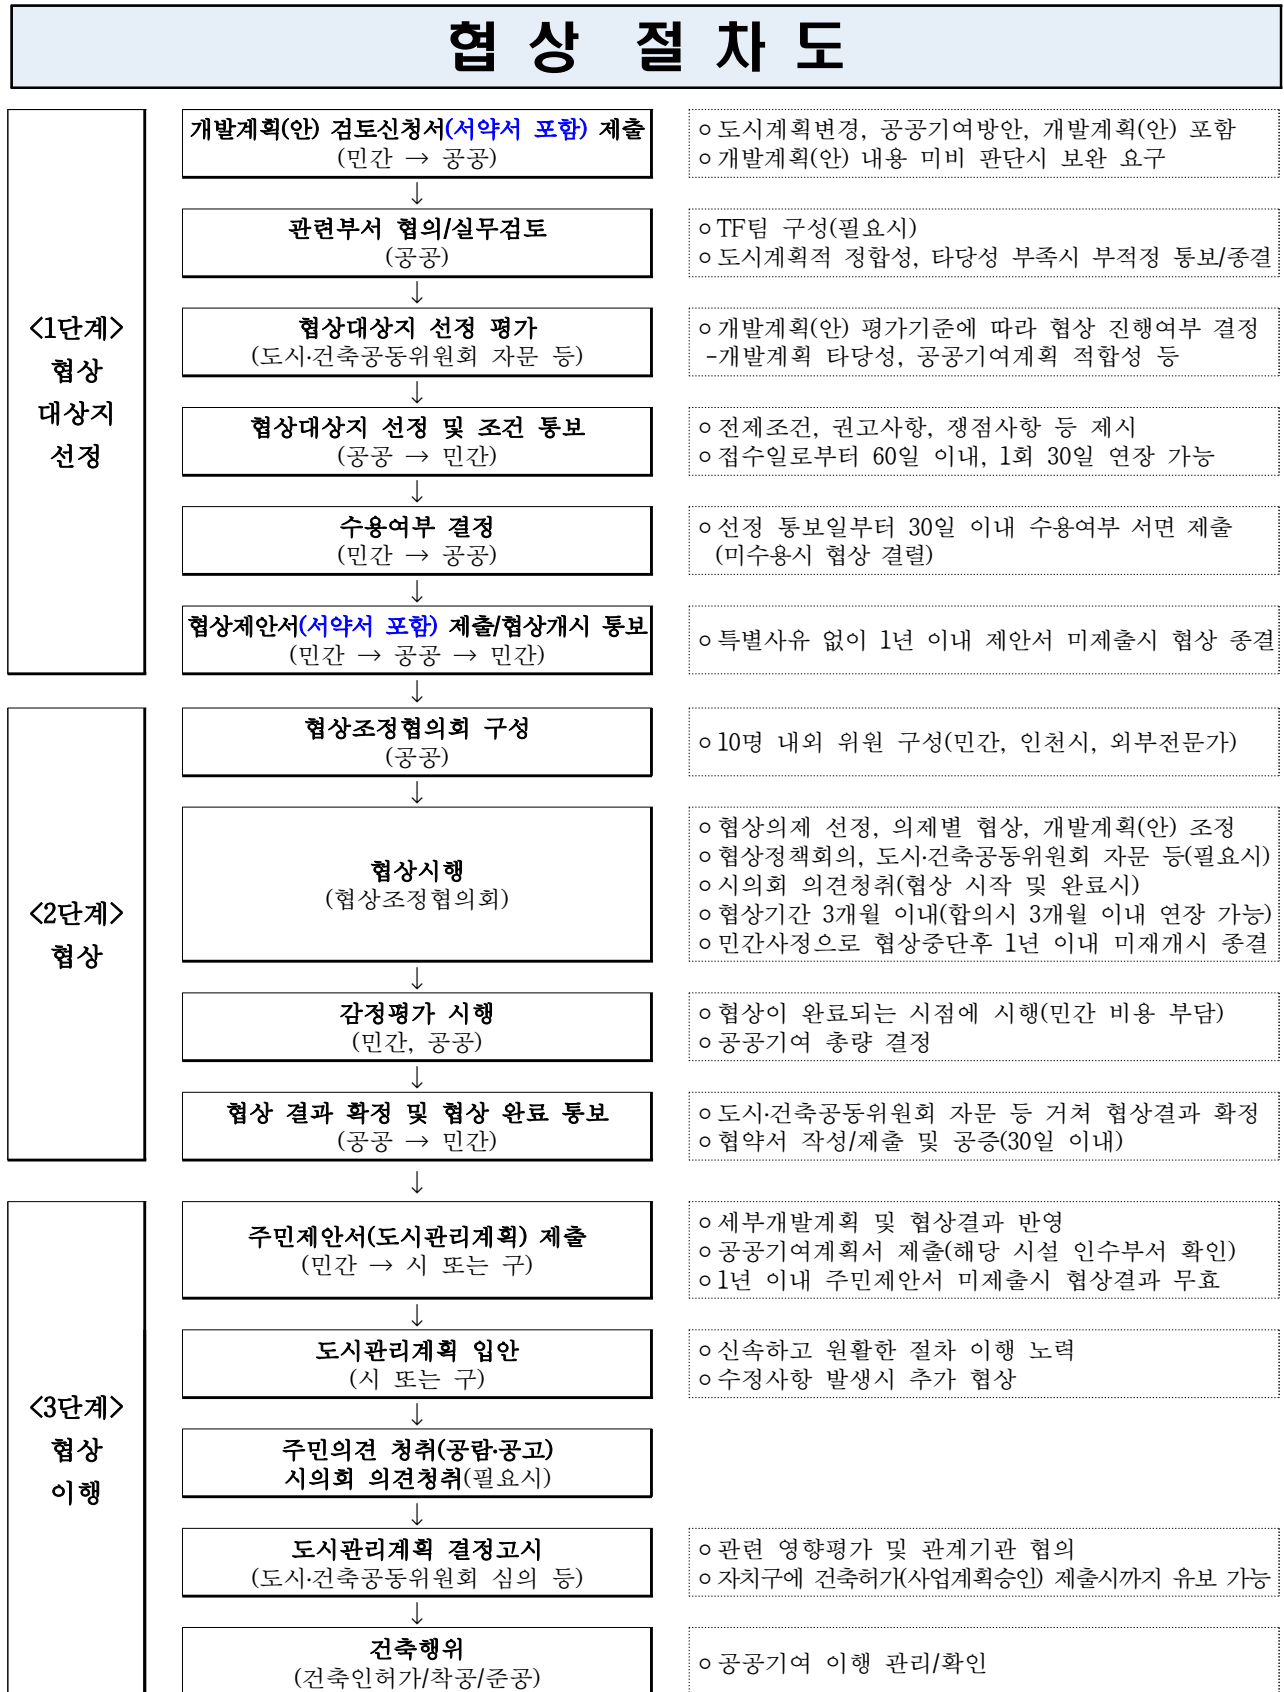 협 상 절 차 도
<1단계>
협상
대상지
선정
개발계획(안) 검토신청서(서약서 포함) 제출
(민간 → 공공)
ㅇ도시계획변경, 공공기여방안, 개발계획(안) 포함
ㅇ개발계획(안) 내용 미비 판단시 보완 요구
↓
관련부서 협의/실무검토
(공공)
ㅇTF팀 구성(필요시)
ㅇ도시계획적 정합성, 타당성 부족시 부적정 통보/종결
↓
협상대상지 선정 평가
(도시·건축공동위원회 자문 등)
ㅇ개발계획(안) 평가기준에 따라 협상 진행여부 결정
-개발계획 타당성, 공공기여계획 적합성 등
↓
협상대상지 선정 및 조건 통보
(공공 → 민간)
ㅇ전제조건, 권고사항, 쟁점사항 등 제시
ㅇ접수일로부터 60일 이내, 1회 30일 연장 가능
↓
수용여부 결정
(민간 → 공공)
ㅇ선정 통보일부터 30일 이내 수용여부 서면 제출
(미수용시 협상 결렬)
↓
협상제안서(서약서 포함) 제출/협상개시 통보
(민간 → 공공 → 민간)
ㅇ특별사유 없이 1년 이내 제안서 미제출시 협상 종결
↓
<2단계>
협상
협상조정협의회 구성
(공공)
ㅇ10명 내외 위원 구성(민간, 인천시, 외부전문가)
↓
협상시행
(협상조정협의회)
ㅇ협상의제 선정, 의제별 협상, 개발계획(안) 조정
ㅇ협상정책회의, 도시·건축공동위원회 자문 등(필요시)
ㅇ시의회 의견청취(협상 시작 및 완료시)
ㅇ협상기간 3개월 이내(합의시 3개월 이내 연장 가능)
ㅇ민간사정으로 협상중단후 1년 이내 미재개시 종결
↓
감정평가 시행
(민간, 공공)
ㅇ협상이 완료되는 시점에 시행(민간 비용 부담)
ㅇ공공기여 총량 결정
↓
협상 결과 확정 및 협상 완료 통보
(공공 → 민간)
ㅇ도시·건축공동위원회 자문 등 거쳐 협상결과 확정
ㅇ협약서 작성/제출 및 공증(30일 이내)
↓
<3단계>
협상
이행
주민제안서(도시관리계획) 제출
(민간 → 시 또는 구)
ㅇ세부개발계획 및 협상결과 반영
ㅇ공공기여계획서 제출(해당 시설 인수부서 확인)
ㅇ1년 이내 주민제안서 미제출시 협상결과 무효
↓
도시관리계획 입안
(시 또는 구)
ㅇ신속하고 원활한 절차 이행 노력
ㅇ수정사항 발생시 추가 협상
↓
주민의견 청취(공람·공고)
시의회 의견청취(필요시)
↓
도시관리계획 결정고시
(도시·건축공동위원회 심의 등)
ㅇ관련 영향평가 및 관계기관 협의
ㅇ자치구에 건축허가(사업계획승인) 제출시까지 유보 가능
↓
건축행위
(건축인허가/착공/준공)
ㅇ공공기여 이행 관리/확인